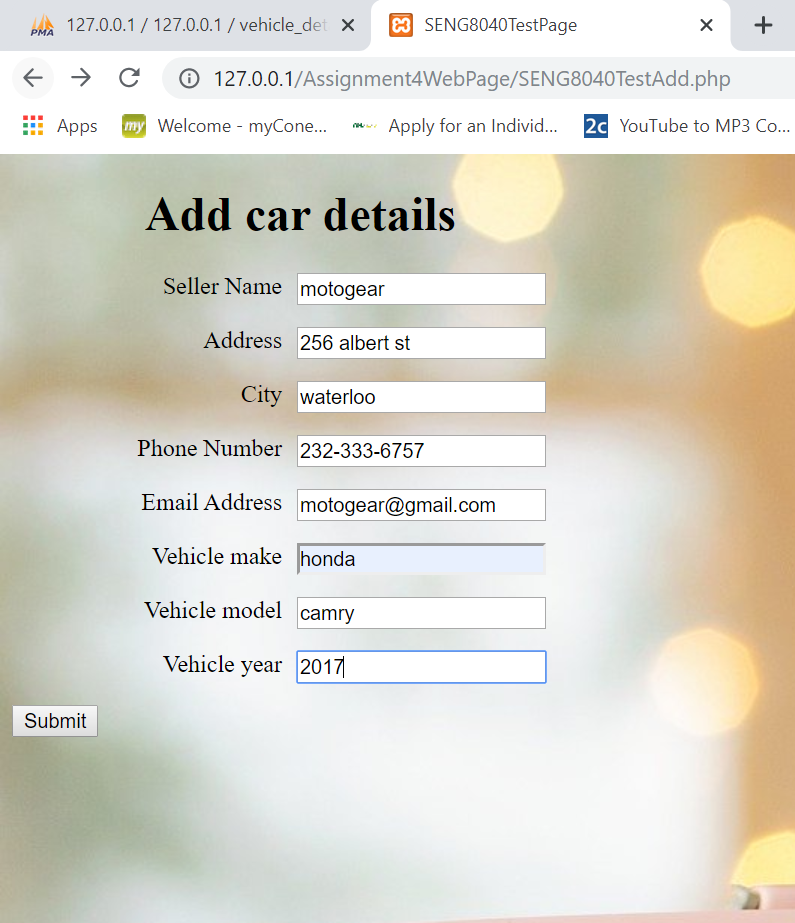 PMA 127.0.0.1 / 127.0.0.1 / vehicle_det SENG8040TestPage
127.0.0.1/Assignment4WebPage/SENG8040TestAdd.php
Apps my Welcome - myCone... Apply for an Individ... 2c YouTube to MP3 Co...
Add car details
Seller Name motogear
Address 256 albert st
City waterloo
Phone Number 232-333-6757
Email Address motogear@gmail.com
Vehicle make honda
Vehicle model camry
Vehicle year 2017
Submit